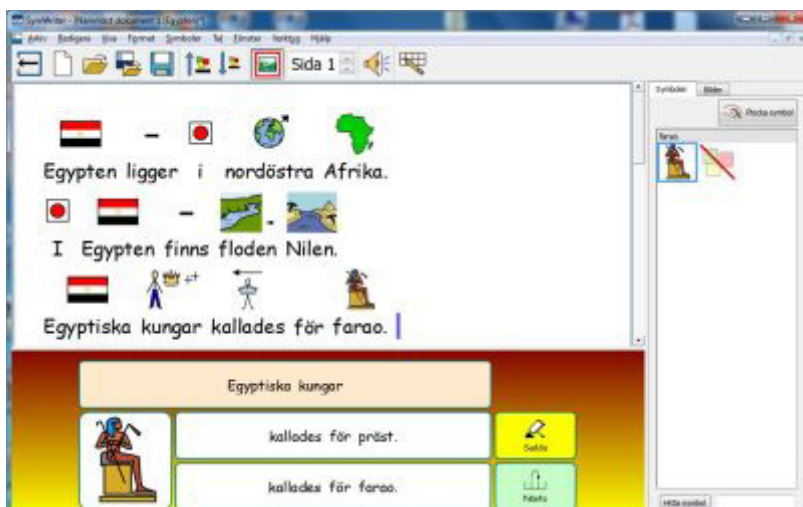 SymWriter - [Namnlöst dokument 1 (Egypten)*]
Arkiv Redigera Visa Format Symboler Tal Fönster Verktyg Hjälp
Sida 1
Egypten ligger i nordöstra Afrika.
I Egypten finns floden Nilen.
Egyptiska kungar kallades för farao.
Egyptiska kungar
kallades för präst.
kallades för farao.
Sudda
Nästa
Symboler Bilder
Plocka symbol
farao.
Hitta symbol